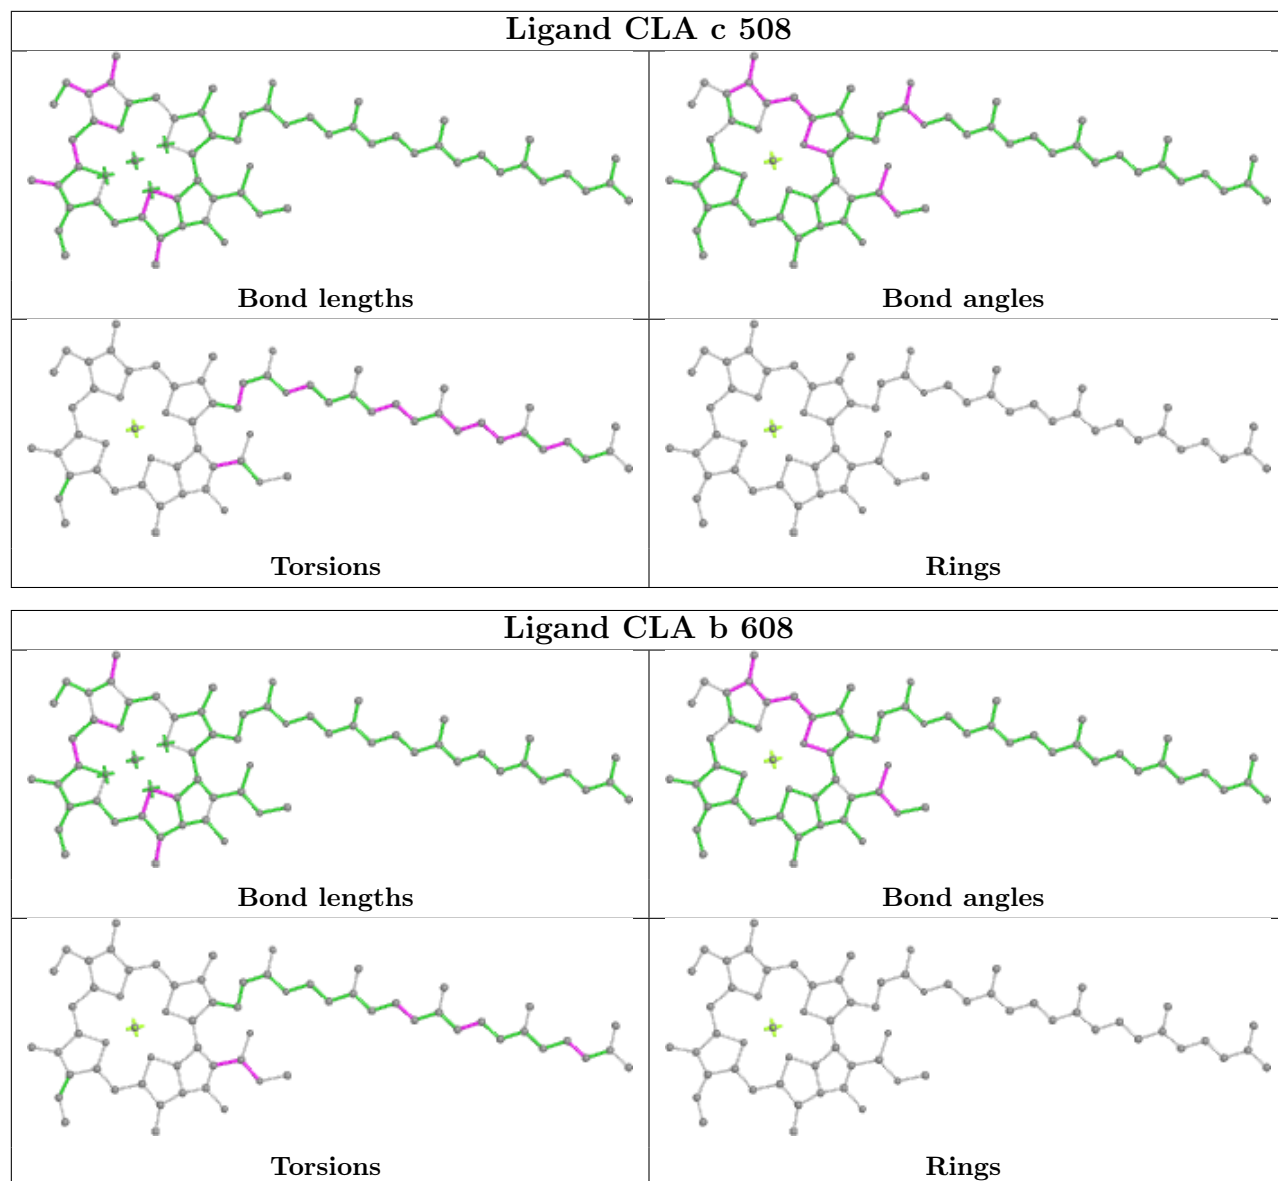 Ligand CLA c 508
Bond lengths
Bond angles
Torsions
Rings
Ligand CLA b 608
Bond lengths
Bond angles
Torsions
Rings